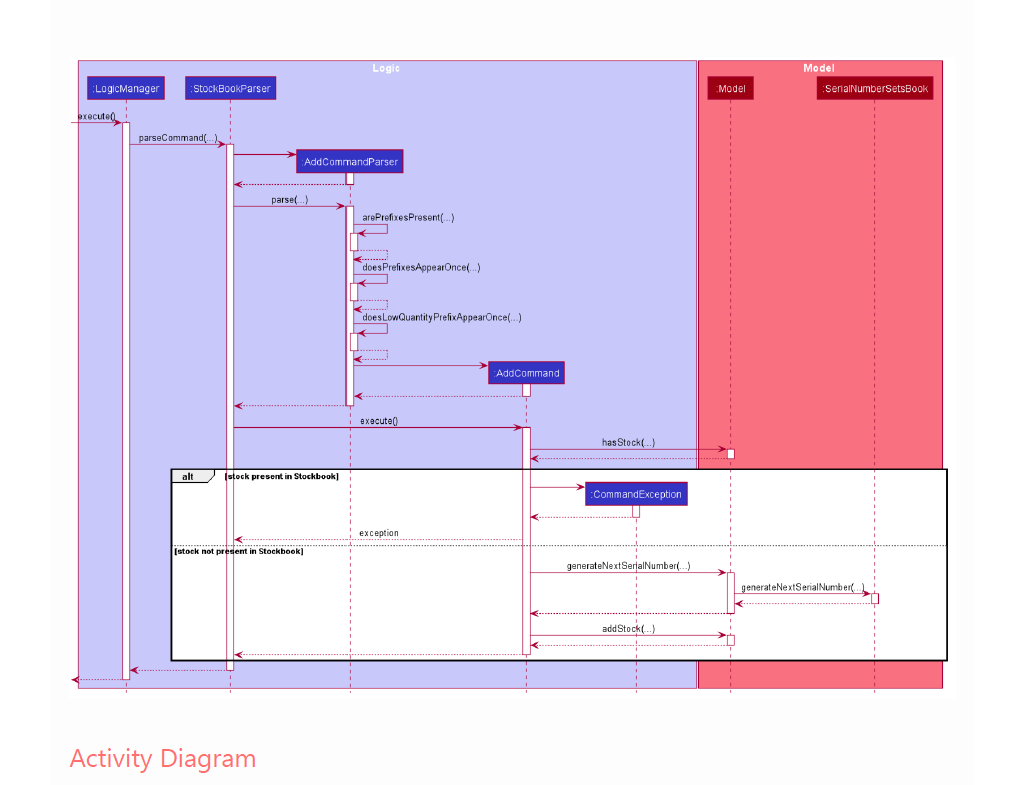 Logic
Model
:LogicManager
:StockBookParser
:Model
:SerialNumberSetsBook
execute()
parseCommand(...)
:AddCommandParser
parse(...)
arePrefixesPresent(...)
doesPrefixesAppearOnce(...)
doesLowQuantityPrefixAppearOnce(...)
:AddCommand
execute()
hasStock(...)
alt
[stock present in Stockbook]
:CommandException
exception
[stock not present in Stockbook]
generateNextSerialNumber(...)
generateNextSerialNumber(...)
addStock(...)
Activity Diagram